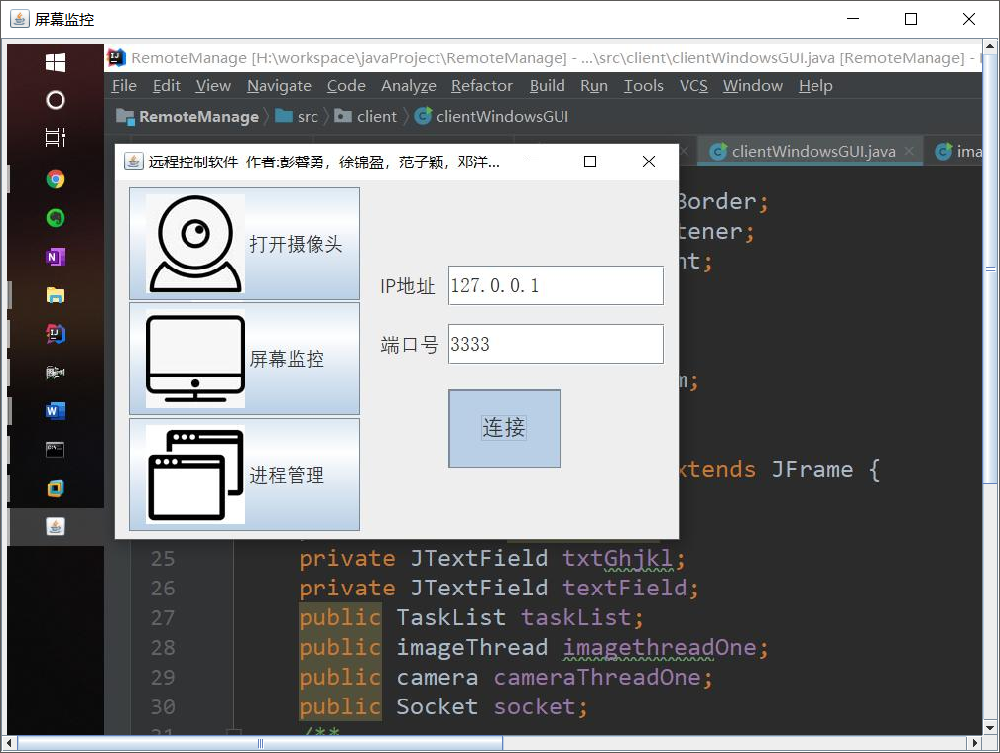 屏幕监控
RemoteManage [H:\workspace\javaProject\RemoteManage] - ...\src\client\clientWindowsGUI.java [RemoteManage] -
File Edit View Navigate Code Analyze Refactor Build Run Tools VCS Window Help
RemoteManage src client clientWindowsGUI
clientWindowsGUI.java ima
远程控制软件 作者:彭馨勇，徐锦盈，范子颖，邓洋...
Border;
tener;
nt;
打开摄像头
IP地址 127.0.0.1
端口号 3333
m;
屏幕监控
连接
xtends JFrame {
进程管理
25 private JTextField txtGhjkl;
26 private JTextField textField;
27 public TaskList taskList;
28 public imageThread imagethreadOne;
29 public camera cameraThreadOne;
30 public Socket socket;
31 /**